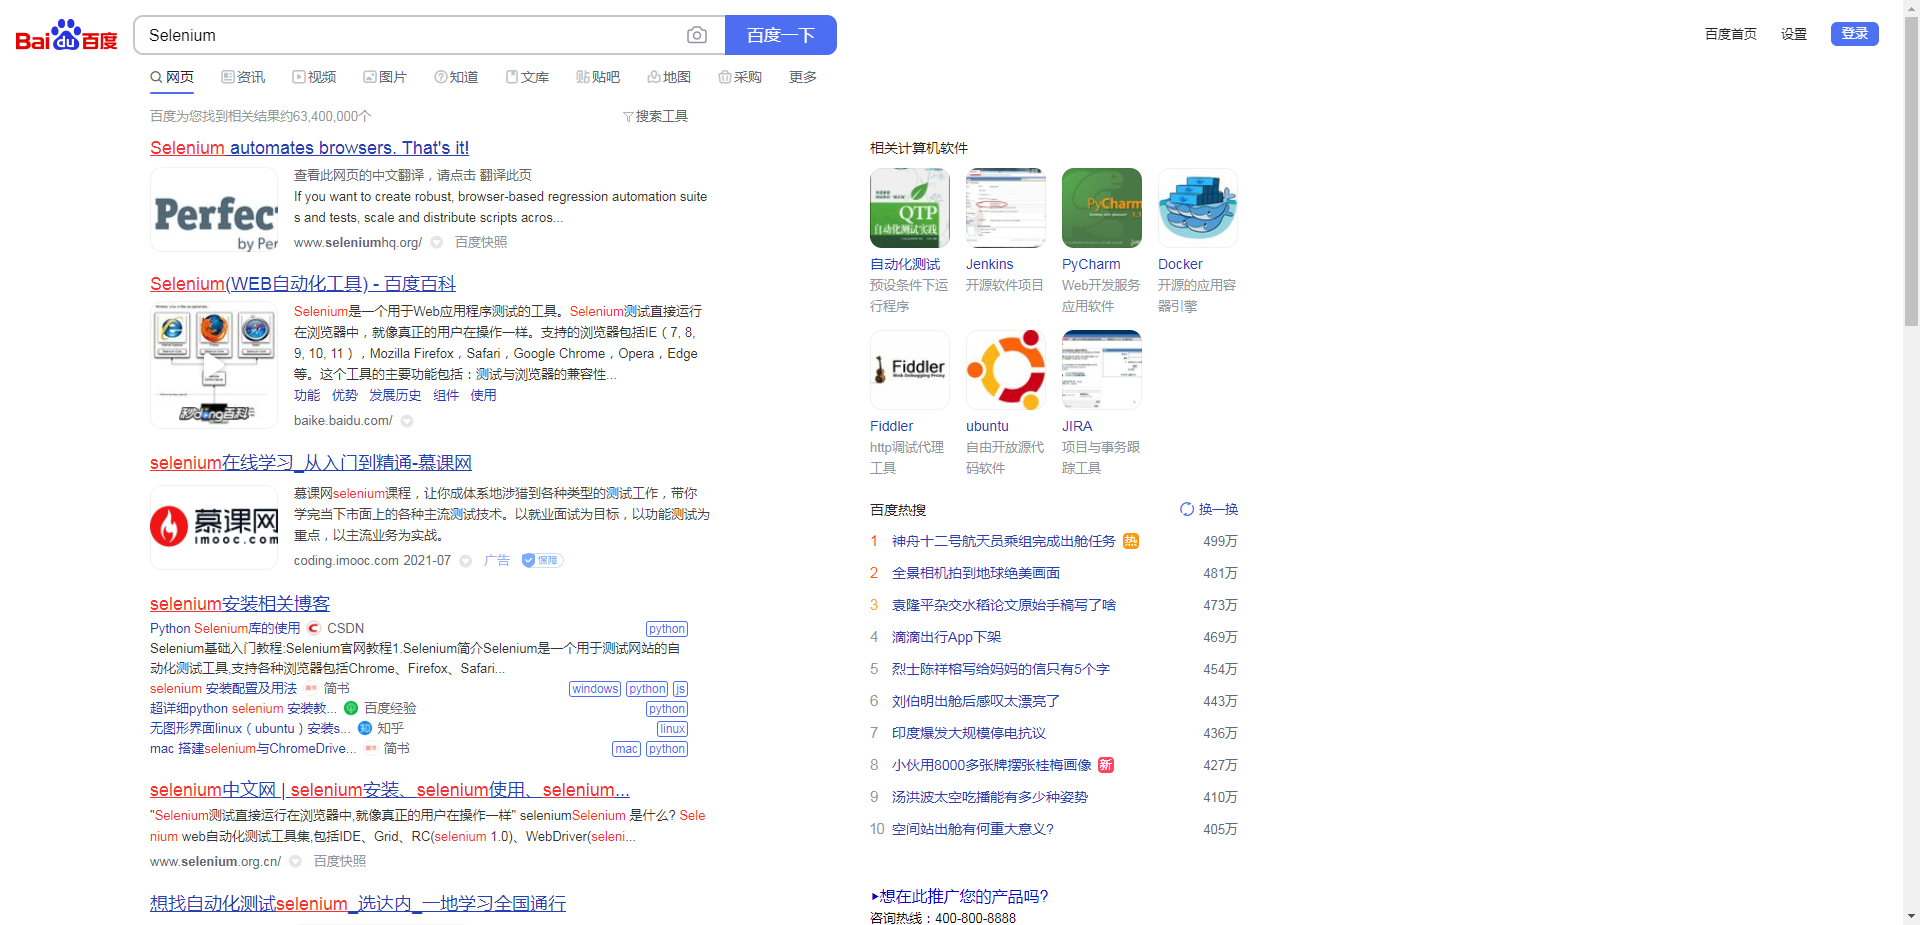 Bai du 百度
Selenium
百度一下
百度首页 设置 登录
网页 资讯 视频 图片 知道 文库 贴吧 地图 采购 更多
百度为您找到相关结果约63,400,000个
搜索工具
Selenium automates browsers. That's it!
Perfec
by Per
查看此网页的中文翻译，请点击 翻译此页
If you want to create robust, browser-based regression automation suite
s and tests, scale and distribute scripts acros...
www.seleniumhq.org/ 百度快照
Selenium(WEB自动化工具) - 百度百科
秒dong百科
Selenium是一个用于Web应用程序测试的工具。Selenium测试直接运行
在浏览器中，就像真正的用户在操作一样。支持的浏览器包括IE（7, 8,
9, 10, 11），Mozilla Firefox，Safari，Google Chrome，Opera，Edge
等。这个工具的主要功能包括：测试与浏览器的兼容性...
功能 优势 发展历史 组件 使用
baike.baidu.com/
selenium在线学习_从入门到精通-慕课网
慕课网
imooc.com
慕课网selenium课程，让你成体系地涉猎到各种类型的测试工作，带你
学完当下市面上的各种主流测试技术。以就业面试为目标，以功能测试为
重点，以主流业务为实战。
coding.imooc.com 2021-07 广告 保障
selenium安装相关博客
Python Selenium库的使用 CSDN python
Selenium基础入门教程:Selenium官网教程1.Selenium简介Selenium是一个用于测试网站的自
动化测试工具,支持各种浏览器包括Chrome、Firefox、Safari...
selenium 安装配置及用法 简书 windows python js
超详细python selenium 安装教... 百度经验 python
无图形界面linux（ubuntu）安装s... 知 知乎 linux
mac 搭建selenium与ChromeDrive... 简书 mac python
selenium中文网 | selenium安装、selenium使用、selenium...
"Selenium测试直接运行在浏览器中,就像真正的用户在操作一样" seleniumSelenium 是什么? Sele
nium web自动化测试工具集,包括IDE、Grid、RC(selenium 1.0)、WebDriver(seleni...
www.selenium.org.cn/ 百度快照
想找自动化测试selenium_选达内_一地学习全国通行
相关计算机软件
QTP
自动化测试实践
PyCharm
自动化测试 Jenkins PyCharm Docker
预设条件下运 开源软件项目 Web开发服务 开源的应用容
行程序 应用软件 器引擎
Fiddler
Web Debugging Proxy
Fiddler ubuntu JIRA
http调试代理 自由开放源代 项目与事务跟
工具 码软件 踪工具
百度热搜 换一换
1 神舟十二号航天员乘组完成出舱任务 热 499万
2 全景相机拍到地球绝美画面 481万
3 袁隆平杂交水稻论文原始手稿写了啥 473万
4 滴滴出行App下架 469万
5 烈士陈祥榕写给妈妈的信只有5个字 454万
6 刘伯明出舱后感叹太漂亮了 443万
7 印度爆发大规模停电抗议 436万
8 小伙用8000多张牌摆张桂梅画像 新 427万
9 汤洪波太空吃播能有多少种姿势 410万
10 空间站出舱有何重大意义? 405万
想在此推广您的产品吗?
咨询热线：400-800-8888